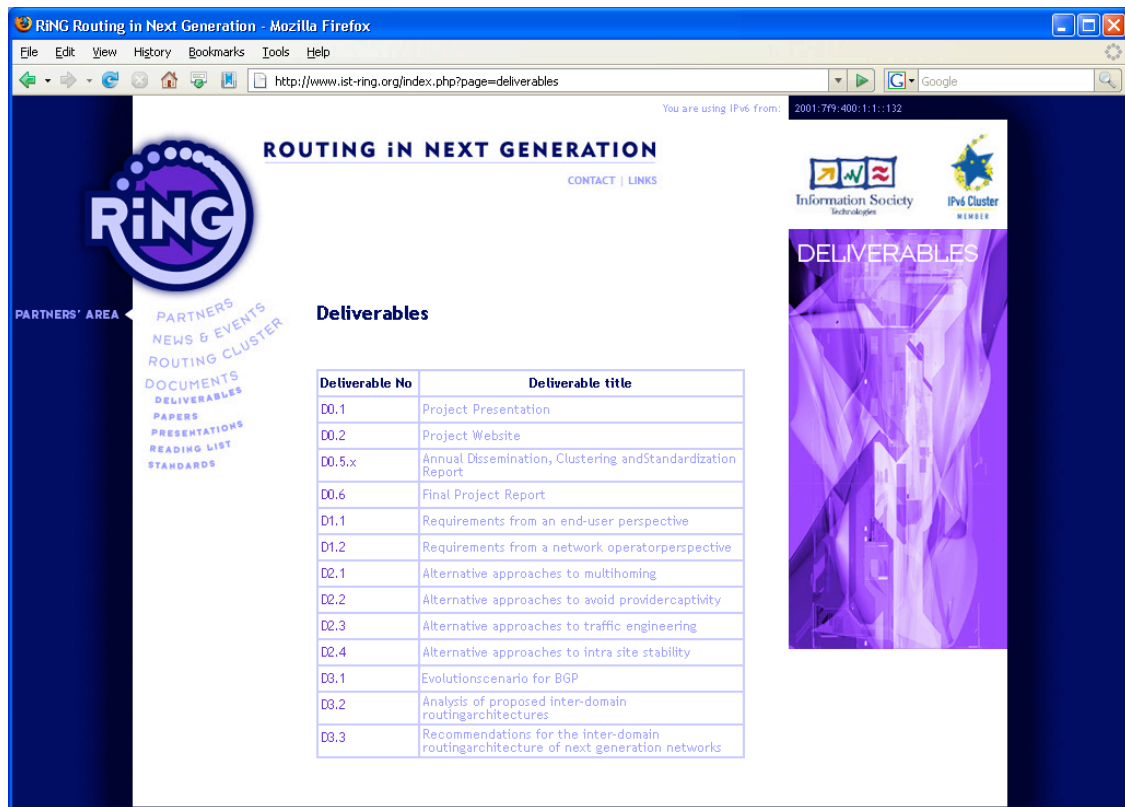 RiNG Routing in Next Generation - Mozilla Firefox
File Edit View History Bookmarks Tools Help
http://www.ist-ring.org/index.php?page=deliverables
G Google
You are using IPv6 from: 2001:7f9:400:1:1::132
ROUTING iN NEXT GENERATION
CONTACT | LINKS
RiNG
Information Society
Technologies
IPv6 Cluster
MEMBER
DELIVERABLES
PARTNERS' AREA
PARTNERS
NEWS & EVENTS
ROUTING CLUSTER
DOCUMENTS
DELIVERABLES
PAPERS
PRESENTATIONS
READING LIST
STANDARDS
Deliverables
Deliverable No Deliverable title
D0.1 Project Presentation
D0.2 Project Website
D0.5.x Annual Dissemination, Clustering andStandardization
Report
D0.6 Final Project Report
D1.1 Requirements from an end-user perspective
D1.2 Requirements from a network operatorperspective
D2.1 Alternative approaches to multihoming
D2.2 Alternative approaches to avoid providercaptivity
D2.3 Alternative approaches to traffic engineering
D2.4 Alternative approaches to intra site stability
D3.1 Evolutionscenario for BGP
D3.2 Analysis of proposed inter-domain
routingarchitectures
D3.3 Recommendations for the inter-domain
routingarchitecture of next generation networks